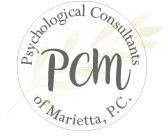 Psychological Consultants
PCM
of Marietta, P.C.